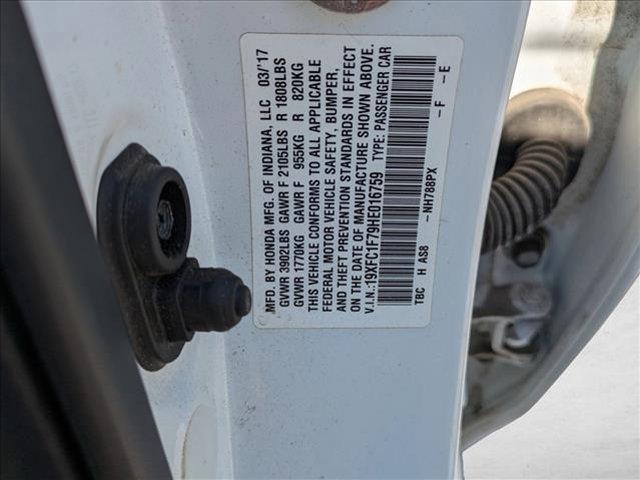 MFD. BY HONDA MFG. OF INDIANA, LLC 03/17
GVWR 3902LBS GAWR F 2105LBS R 1808LBS
GVWR 1770KG GAWR F 955KG R 820KG
THIS VEHICLE CONFORMS TO ALL APPLICABLE
FEDERAL MOTOR VEHICLE SAFETY, BUMPER,
AND THEFT PREVENTION STANDARDS IN EFFECT
ON THE DATE OF MANUFACTURE SHOWN ABOVE.
V.I.N.:19XFC1F79HE016759 TYPE: PASSENGER CAR
-NH788PX -F -E
TBC H AS8